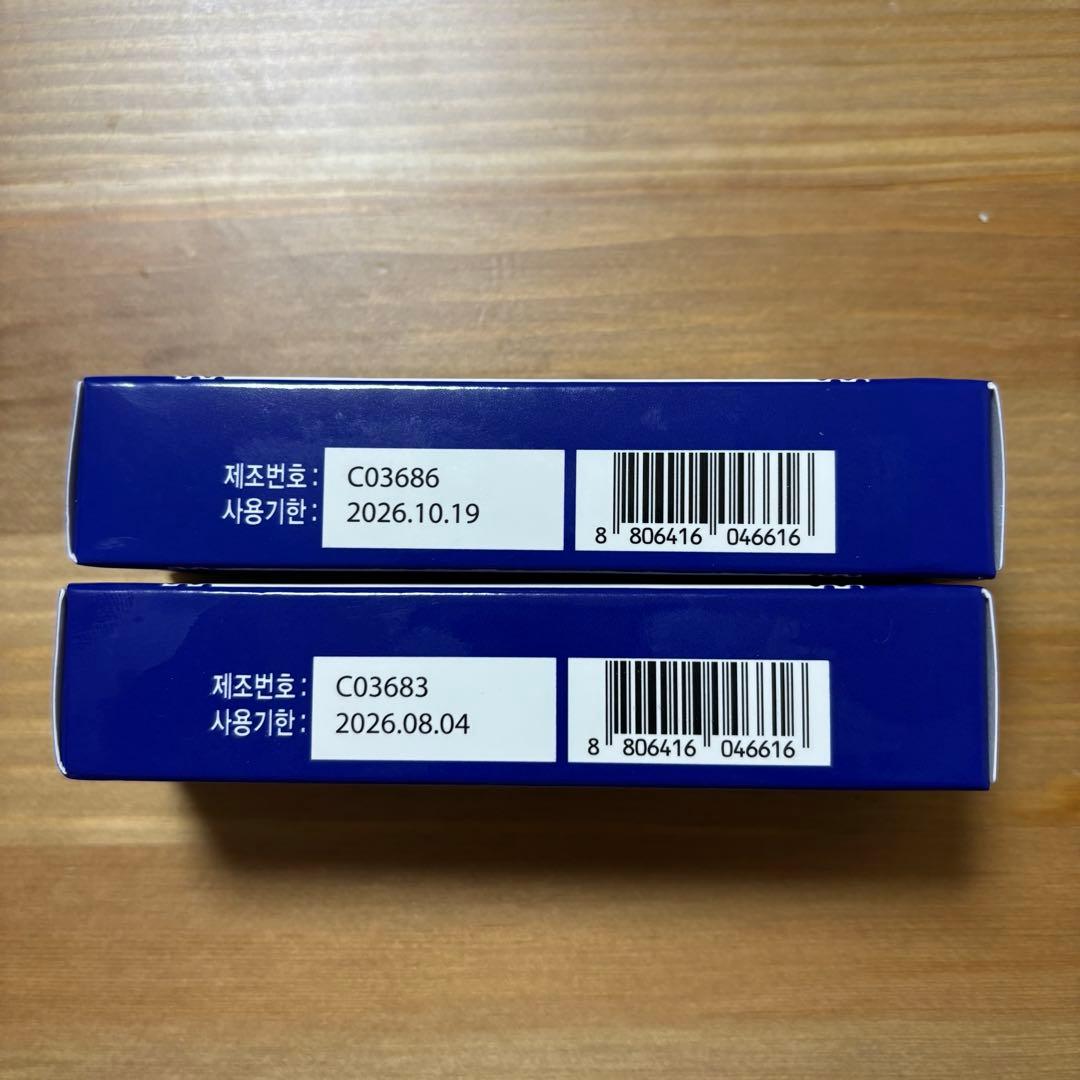 제조번호 : C03686
사용기한 : 2026.10.19
8 806416 046616
제조번호 : C03683
사용기한 : 2026.08.04
8 806416 046616